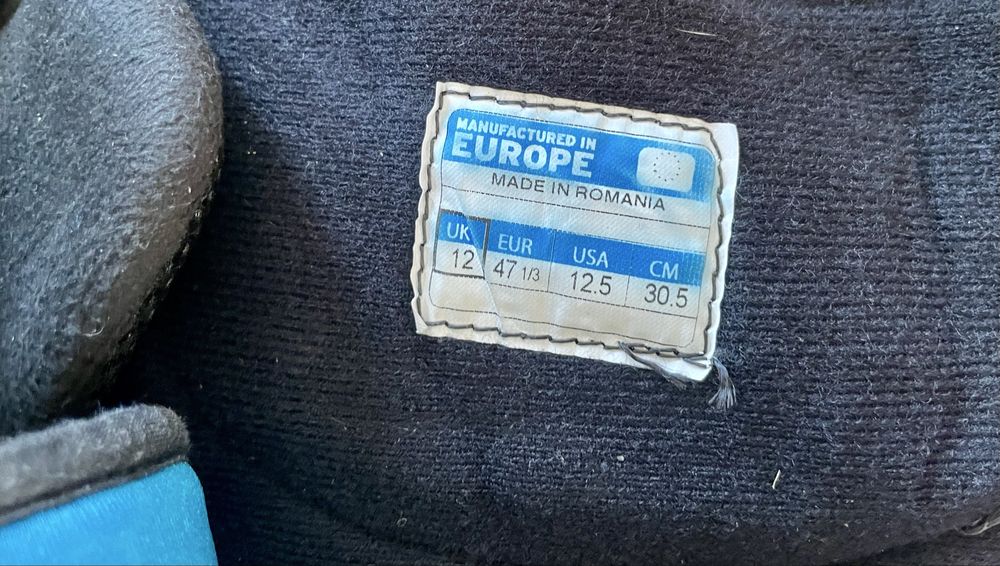 MANUFACTURED IN
EUROPE
MADE IN ROMANIA
UK EUR USA CM
12 47 1/3 12.5 30.5